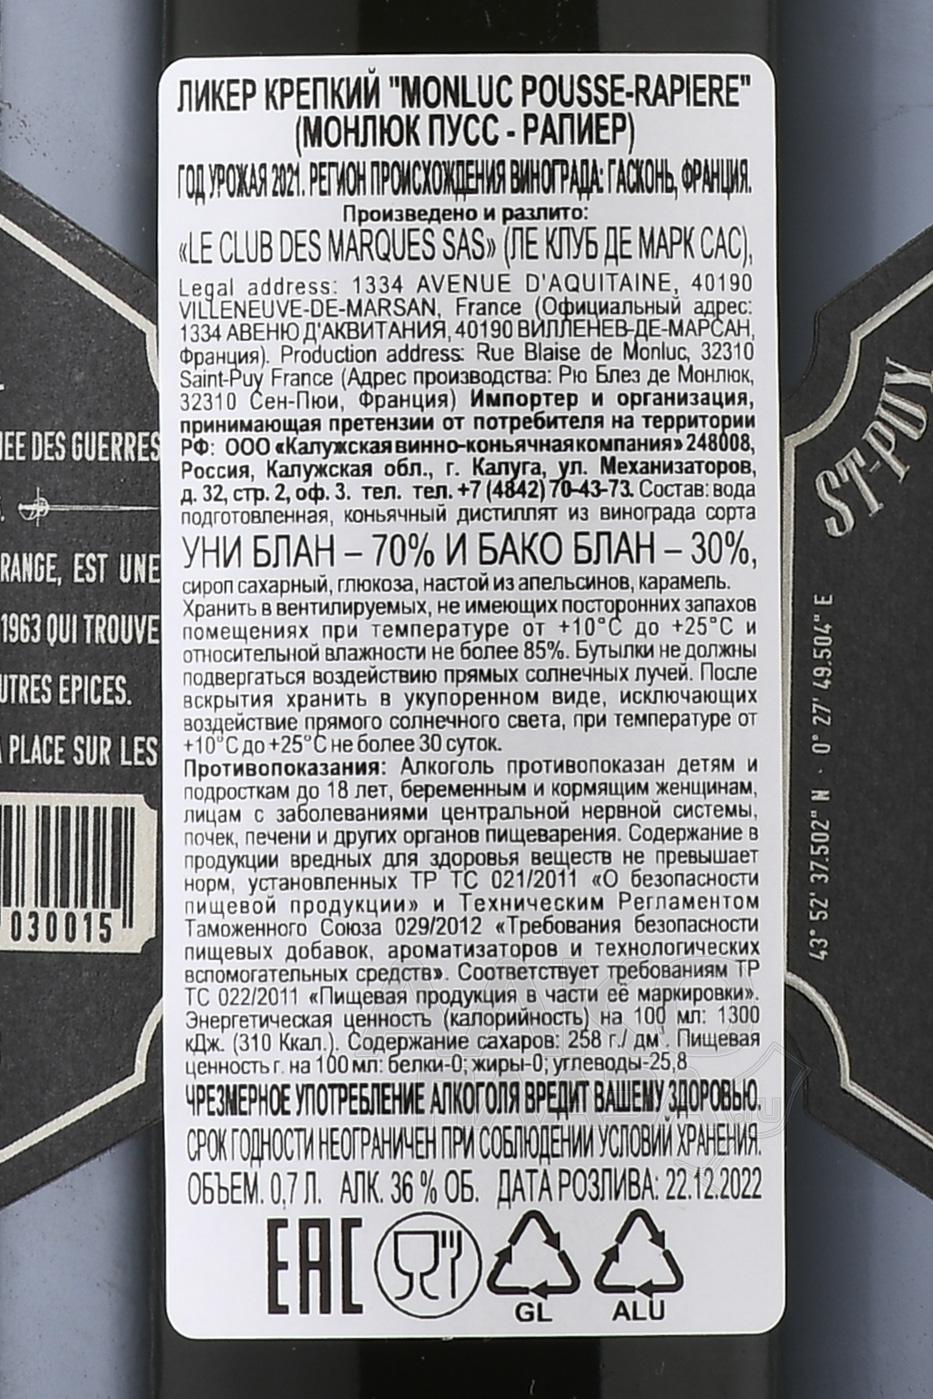 ЛИКЕР КРЕПКИЙ "MONLUC POUSSE-RAPIERE"
(МОНЛЮК ПУСС - РАПИЕР)
ГОД УРОЖАЯ 2021. РЕГИОН ПРОИСХОЖДЕНИЯ ВИНОГРАДА: ГАСКОНЬ, ФРАНЦИЯ.
Произведено и разлито:
«LE CLUB DES MARQUES SAS» (ЛЕ КЛУБ ДЕ МАРК САС),
Legal address: 1334 AVENUE D'AQUITAINE, 40190
VILLENEUVE-DE-MARSAN, France (Официальный адрес:
1334 АВЕНЮ Д'АКВИТАНИЯ, 40190 ВИЛЛЕНЕВ-ДЕ-МАРСАН,
Франция). Production address: Rue Blaise de Monluc, 32310
Saint-Puy France (Адрес производства: Рю Блез де Монлюк,
32310 Сен-Пюи, Франция) Импортер и организация,
принимающая претензии от потребителя на территории
РФ: ООО «Калужская винно-коньячная компания» 248008,
Россия, Калужская обл., г. Калуга, ул. Механизаторов,
д. 32, стр. 2, оф. 3. тел. тел. +7 (4842) 70-43-73. Состав: вода
подготовленная, коньячный дистиллят из винограда сорта
УНИ БЛАН – 70% И БАКО БЛАН – 30%,
сироп сахарный, глюкоза, настой из апельсинов, карамель.
Хранить в вентилируемых, не имеющих посторонних запахов
помещениях при температуре от +10°С до +25°С и
относительной влажности не более 85%. Бутылки не должны
подвергаться воздействию прямых солнечных лучей. После
вскрытия хранить в укупоренном виде, исключающих
воздействие прямого солнечного света, при температуре от
+10°С до +25°С не более 30 суток.
Противопоказания: Алкоголь противопоказан детям и
подросткам до 18 лет, беременным и кормящим женщинам,
лицам с заболеваниями центральной нервной системы,
почек, печени и других органов пищеварения. Содержание в
продукции вредных для здоровья веществ не превышает
норм, установленных ТР ТС 021/2011 «О безопасности
пищевой продукции» и Техническим Регламентом
Таможенного Союза 029/2012 «Требования безопасности
пищевых добавок, ароматизаторов и технологических
вспомогательных средств». Соответствует требованиям ТР
ТС 022/2011 «Пищевая продукция в части её маркировки».
Энергетическая ценность (калорийность) на 100 мл: 1300
кДж. (310 Ккал.). Содержание сахаров: 258 г./ дм³. Пищевая
ценность г. на 100 мл: белки-0; жиры-0; углеводы-25,8
ЧРЕЗМЕРНОЕ УПОТРЕБЛЕНИЕ АЛКОГОЛЯ ВРЕДИТ ВАШЕМУ ЗДОРОВЬЮ.
СРОК ГОДНОСТИ НЕОГРАНИЧЕН ПРИ СОБЛЮДЕНИИ УСЛОВИЙ ХРАНЕНИЯ.
ОБЪЕМ. 0,7 Л. АЛК. 36 % ОБ. ДАТА РОЗЛИВА: 22.12.2022
EAC
GL ALU
DES GUERRES
EST UNE
1963 QUI TROUVE
EPICES.
PLACE SUR LES
030015
ST-PUY
43° 52' 37.502" N · 0° 27' 49.504" E